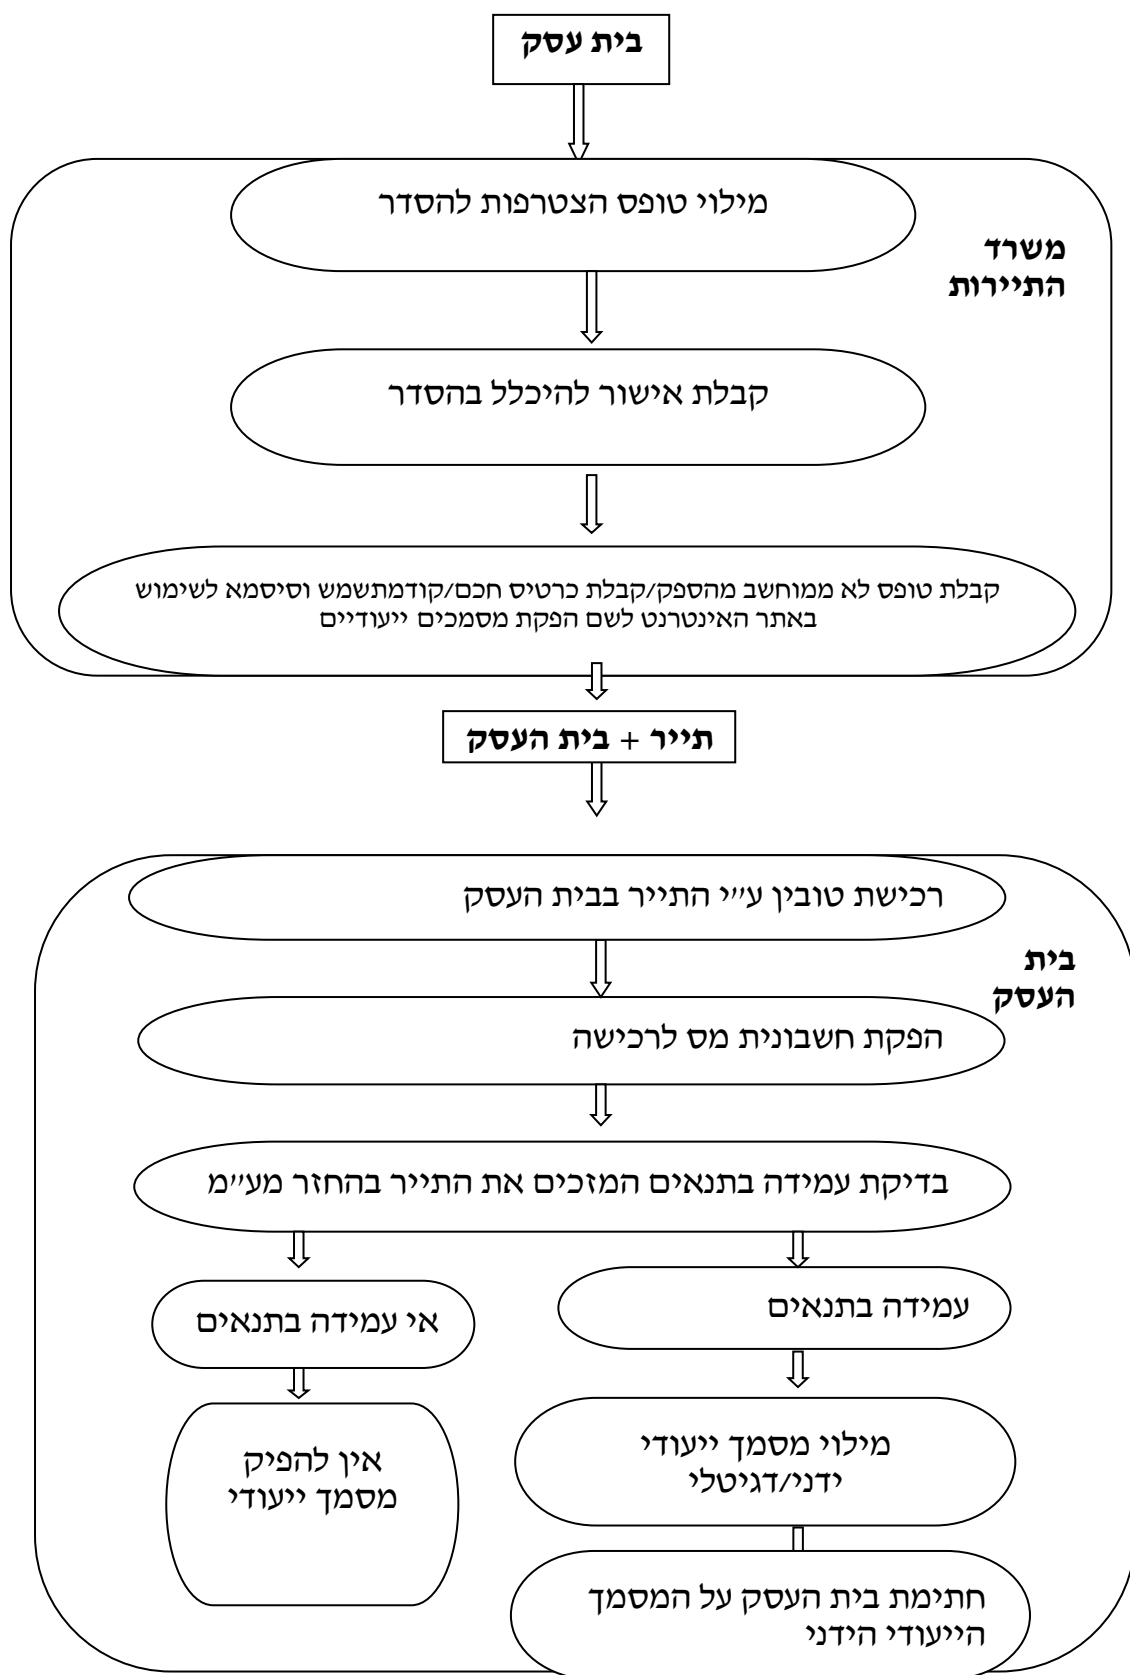 בית עסק
מילוי טופס הצטרפות להסדר
משרד
התיירות
קבלת אישור להיכלל בהסדר
קבלת טופס לא ממוחשב מהספק/קבלת כרטיס חכם/קודמתשמש וסיסמא לשימוש
באתר האינטרנט לשם הפקת מסמכים ייעודיים
תייר + בית העסק
רכישת טובין ע״י התייר בבית העסק
בית
העסק
הפקת חשבונית מס לרכישה
בדיקת עמידה בתנאים המזכים את התייר בהחזר מע״מ
עמידה בתנאים
אי עמידה בתנאים
מילוי מסמך ייעודי
ידני/דגיטלי
אין להפיק
מסמך ייעודי
חתימת בית העסק על המסמך
הייעודי הידני